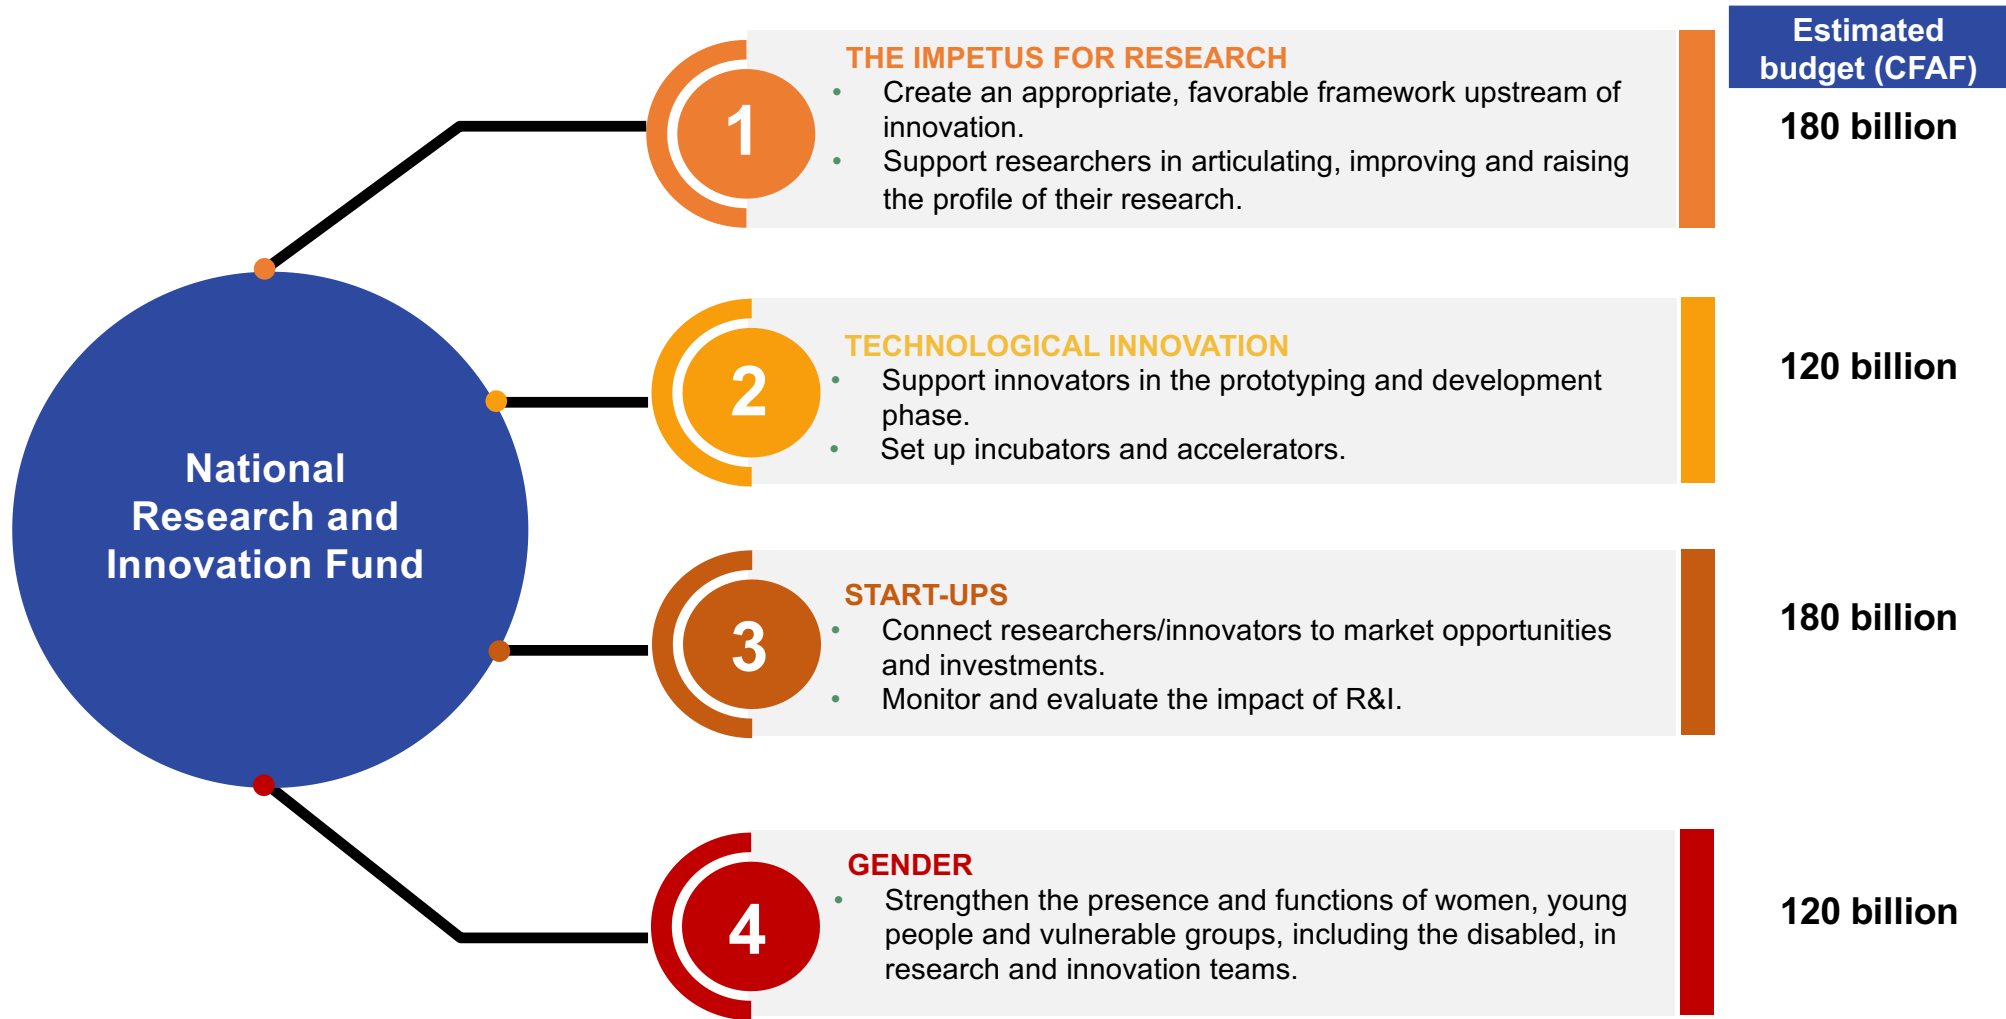 Estimated
budget (CFAF)
1
THE IMPETUS FOR RESEARCH
• Create an appropriate, favorable framework upstream of
innovation.
• Support researchers in articulating, improving and raising
the profile of their research.
180 billion
2
TECHNOLOGICAL INNOVATION
• Support innovators in the prototyping and development
phase.
• Set up incubators and accelerators.
120 billion
National
Research and
Innovation Fund
3
START-UPS
• Connect researchers/innovators to market opportunities
and investments.
• Monitor and evaluate the impact of R&I.
180 billion
4
GENDER
• Strengthen the presence and functions of women, young
people and vulnerable groups, including the disabled, in
research and innovation teams.
120 billion